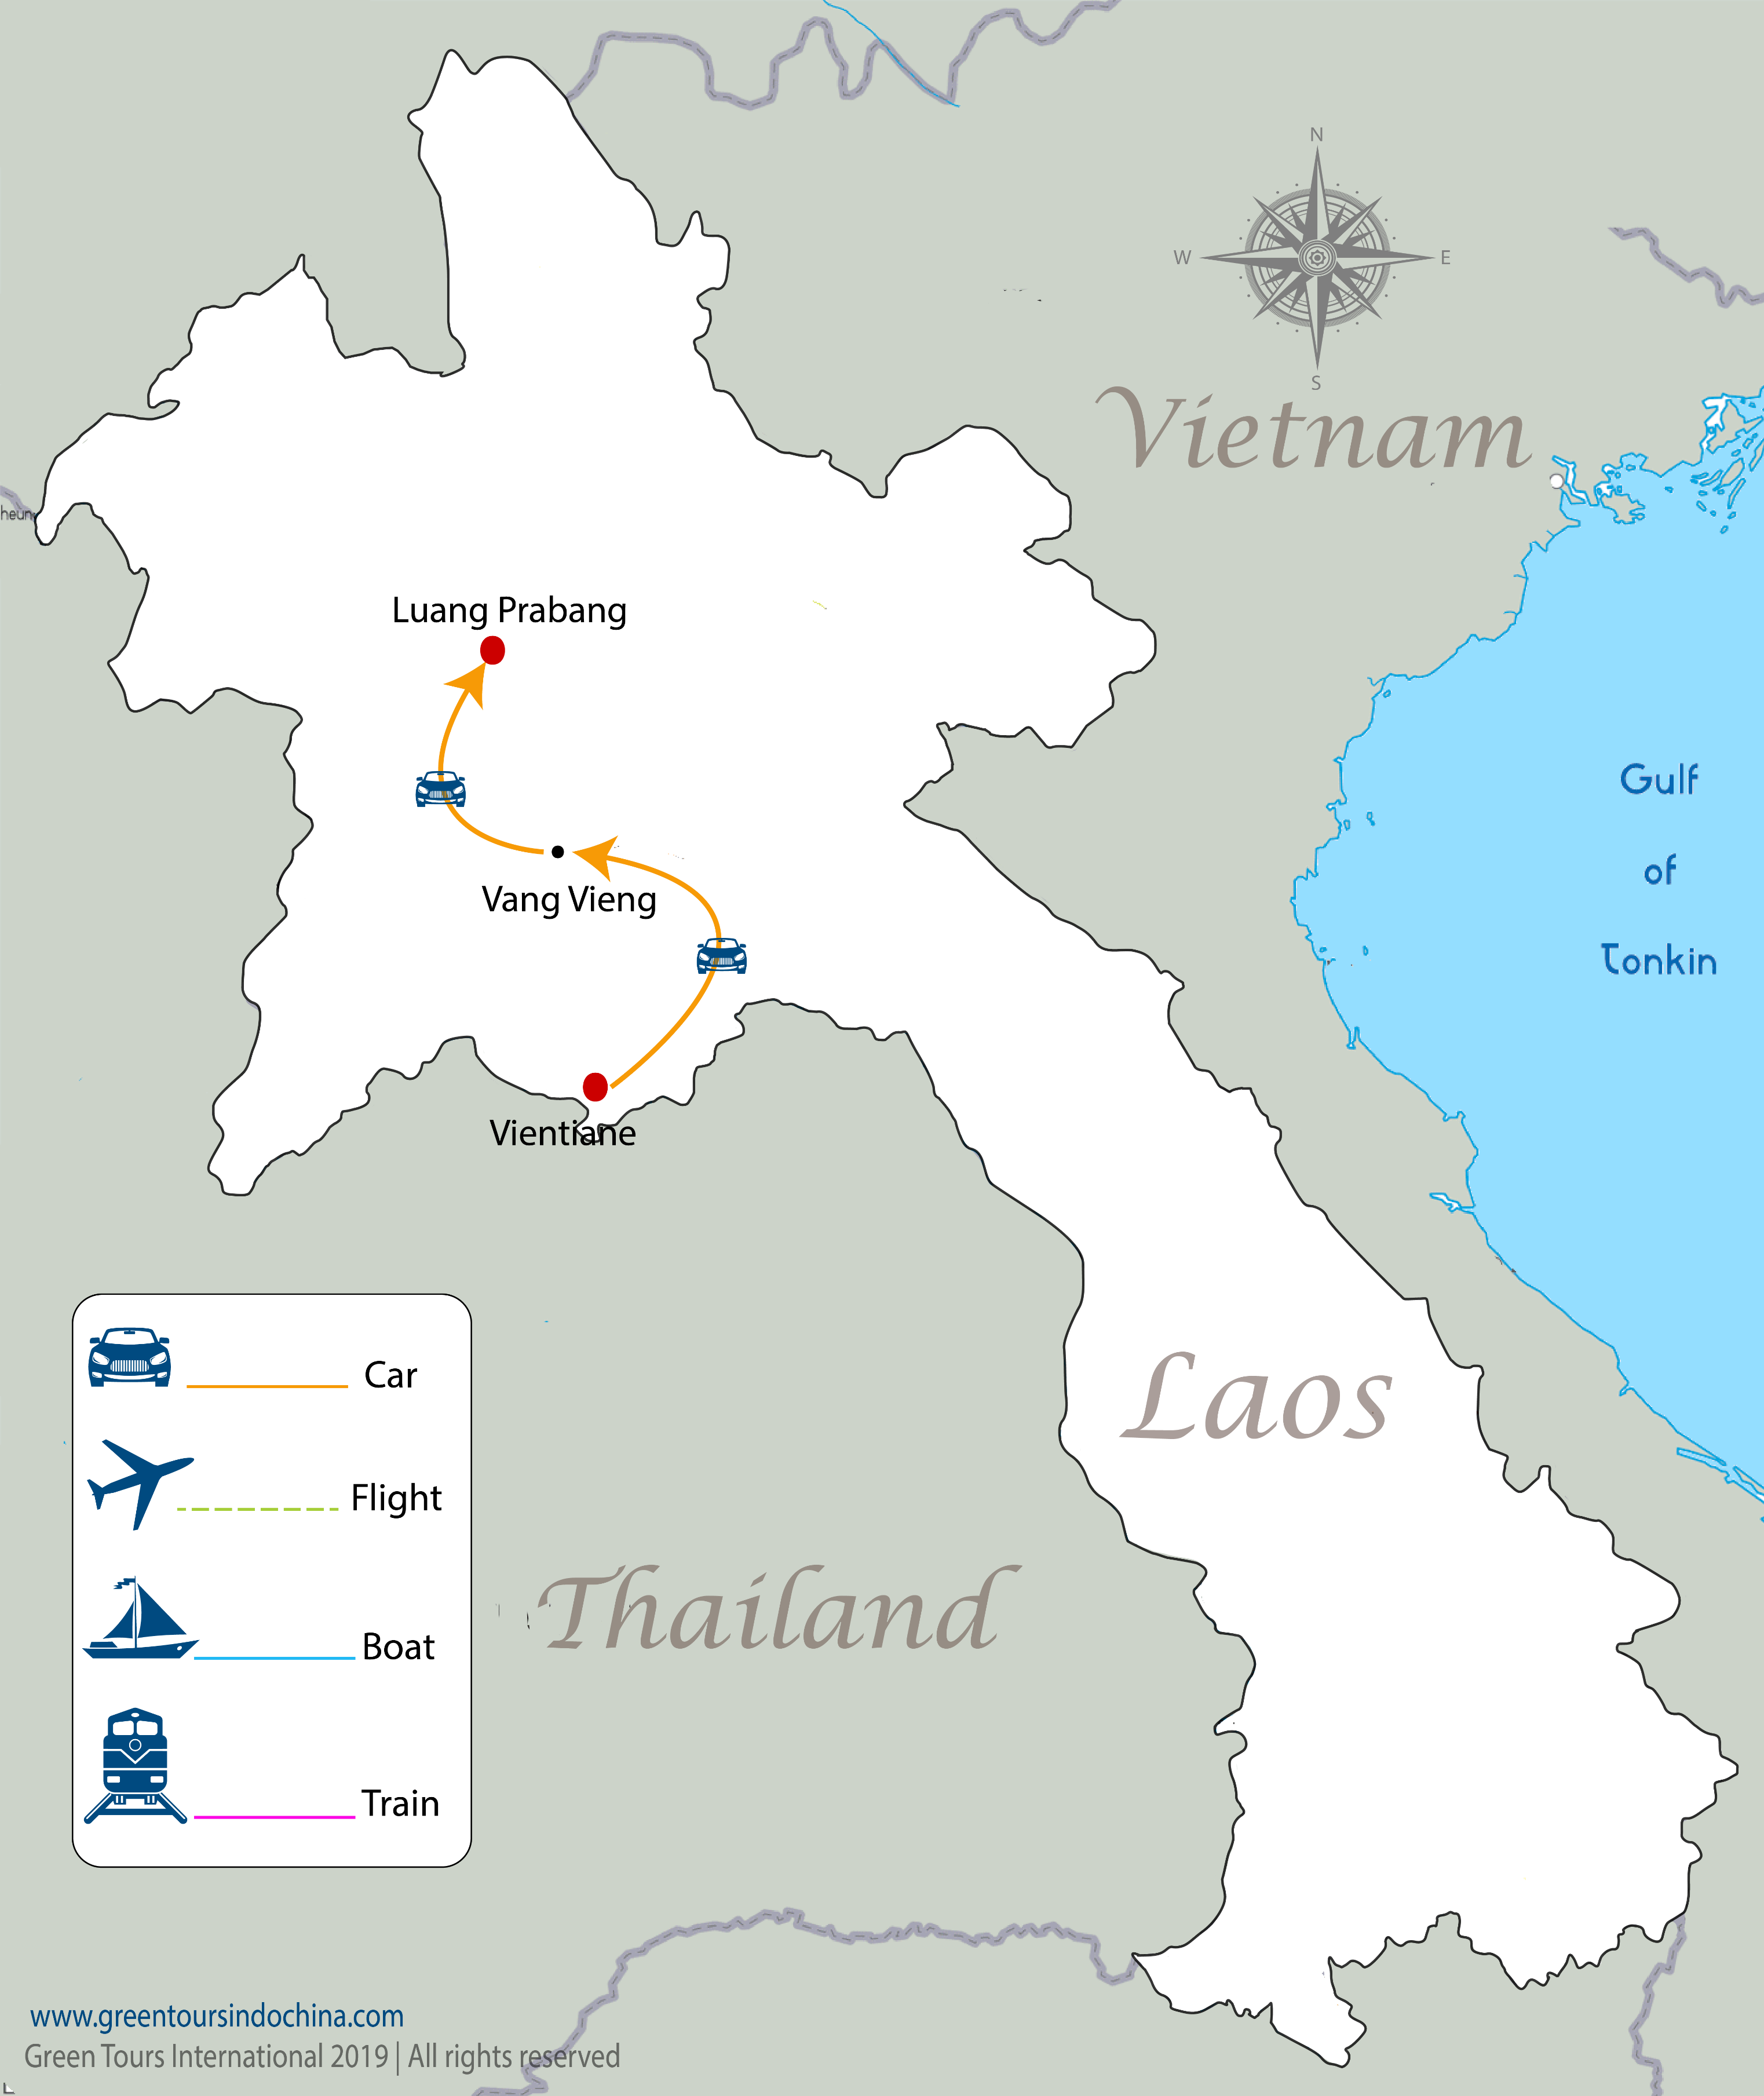 N
W
E
S
Vietnam
heun
Luang Prabang
Gulf
of
Tonkin
Vang Vieng
Vientiane
Car
Laos
Flight
Thailand
Boat
Train
www.greentoursindochina.com
Green Tours International 2019 | All rights reserved